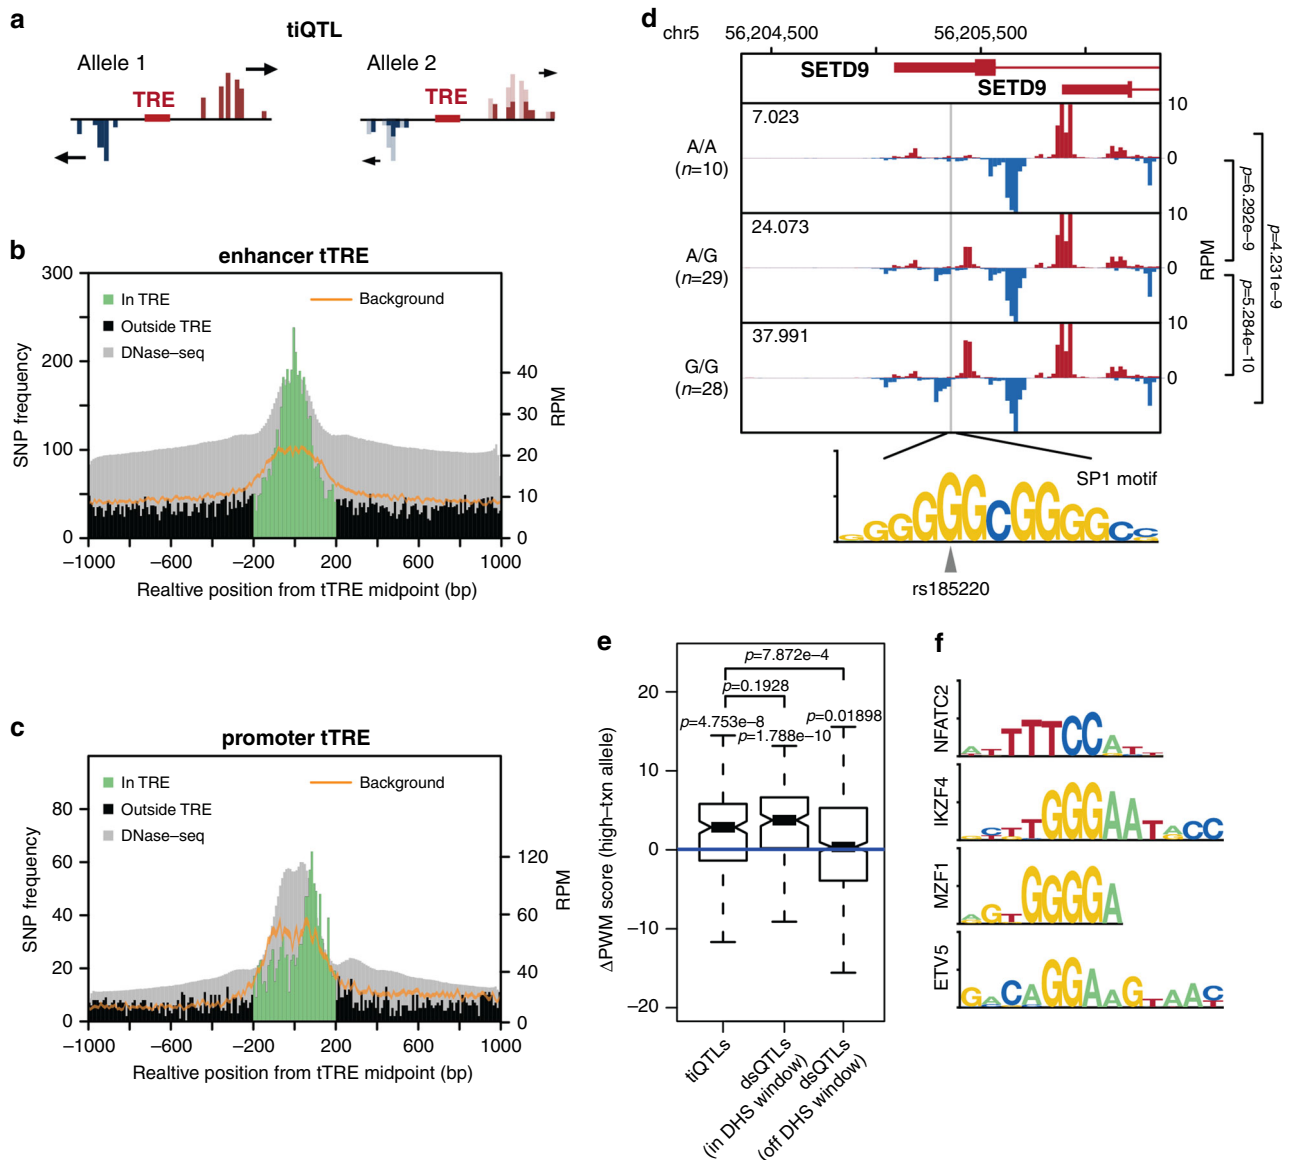 a
tiQTL
Allele 1
Allele 2
TRE
TRE
b
enhancer tTRE
300
200
100
0
In TRE
Outside TRE
DNase–seq
Background
SNP frequency
40
30
20
10
0
RPM
–1000
–600
–200
200
600
1000
Realtive position from tTRE midpoint (bp)
c
promoter tTRE
In TRE
Outside TRE
DNase–seq
Background
80
60
40
20
0
SNP frequency
120
60
40
0
RPM
–1000
–600
–200
200
600
1000
Realtive position from tTRE midpoint (bp)
d
chr5
56,204,500
56,205,500
SETD9
SETD9
7.023
A/A
(n=10)
10
0
24.073
A/G
(n=29)
10
0
37.991
G/G
(n=28)
10
0
RPM
p=6.292e–9
p=5.284e–10
p=4.231e–9
SP1 motif
GGGGGCGGGGCC
rs185220
e
p=7.872e–4
p=0.1928
p=4.753e–8
p=0.01898
p=1.788e–10
20
10
0
–10
–20
ΔPWM score (high–txn allele)
tiQTLs
dsQTLs
(in DHS window)
dsQTLs
(off DHS window)
f
NFATC2
ATTTTCCATT
IKZF4
CTTGGGAATACC
MZF1
AGTGGGGA
ETV5
GACAGGAAGTAAC